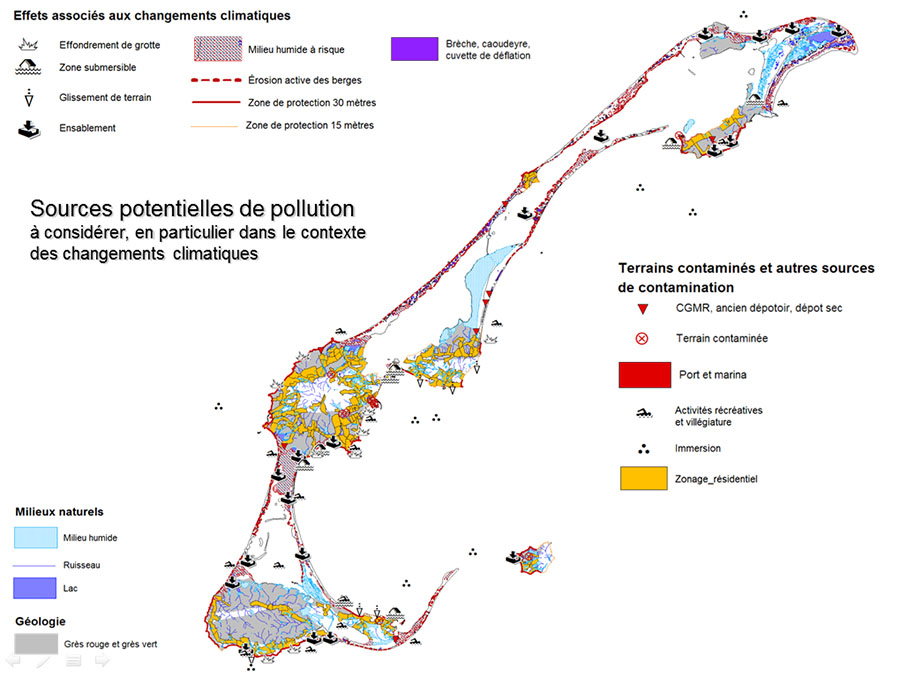 Effets associés aux changements climatiques
Effondrement de grotte
Zone submersible
Glissement de terrain
Ensablement
Milieu humide à risque
Érosion active des berges
Zone de protection 30 mètres
Zone de protection 15 mètres
Brèche, caoudeyre,
cuvette de déflation
Sources potentielles de pollution
à considérer, en particulier dans le contexte
des changements climatiques
Terrains contaminés et autres sources
de contamination
CGMR, ancien dépotoir, dépot sec
Terrain contaminée
Port et marina
Activités récréatives
et villégiature
Immersion
Zonage_résidentiel
Milieux naturels
Milieu humide
Ruisseau
Lac
Géologie
Grès rouge et grès vert